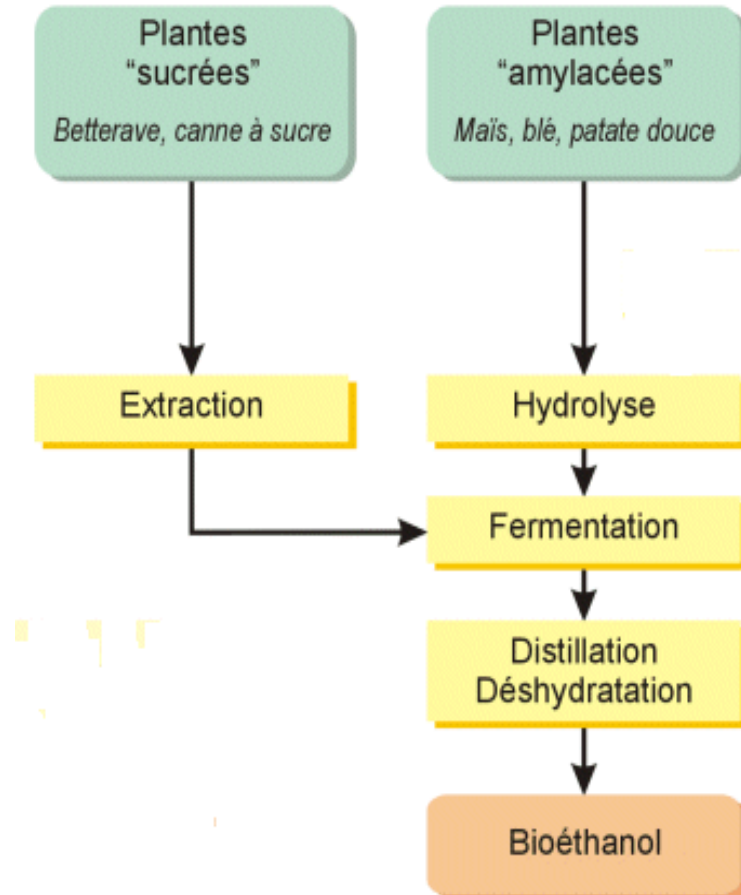 Plantes
“sucrées”
Betterave, canne à sucre
Plantes
“amylacées”
Maïs, blé, patate douce
Extraction
Hydrolyse
Fermentation
Distillation
Déshydratation
Bioéthanol